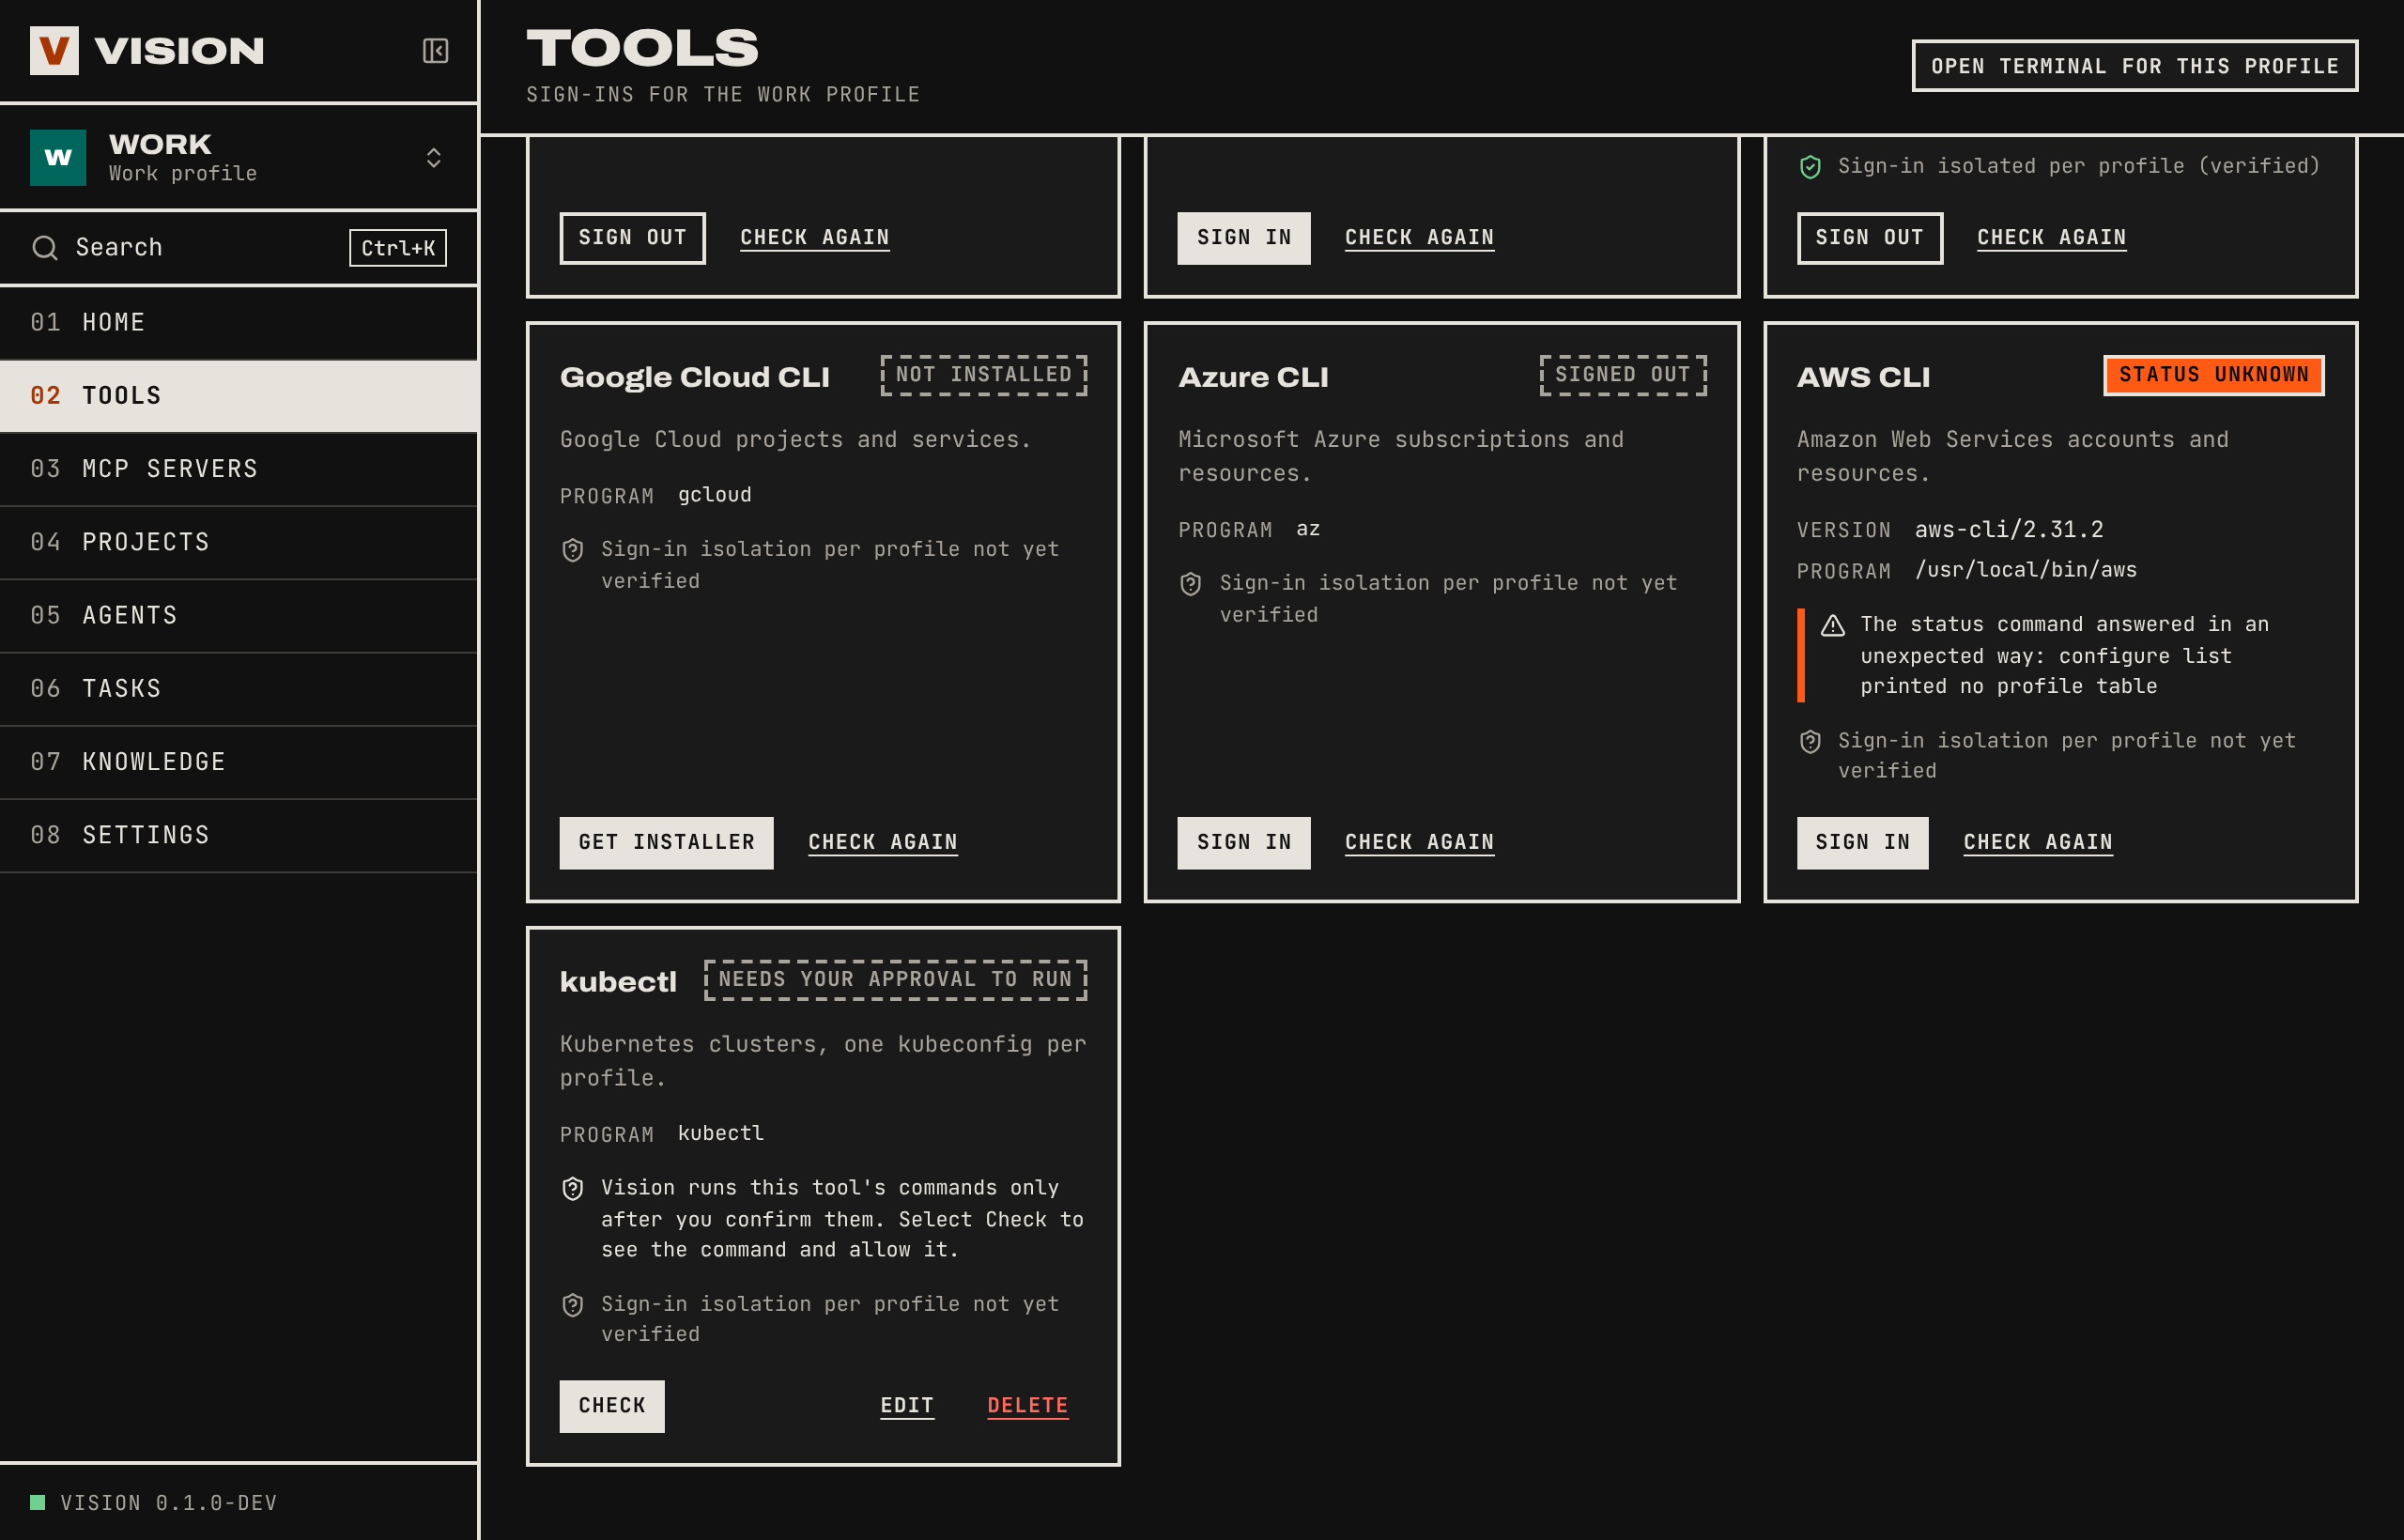 V VISION
W WORK
Work profile
Search Ctrl+K
01 HOME
02 TOOLS
03 MCP SERVERS
04 PROJECTS
05 AGENTS
06 TASKS
07 KNOWLEDGE
08 SETTINGS
VISION 0.1.0-DEV
TOOLS
SIGN-INS FOR THE WORK PROFILE
OPEN TERMINAL FOR THIS PROFILE
SIGN OUT CHECK AGAIN
SIGN IN CHECK AGAIN
Sign-in isolated per profile (verified)
SIGN OUT CHECK AGAIN
Google Cloud CLI NOT INSTALLED
Google Cloud projects and services.
PROGRAM gcloud
Sign-in isolation per profile not yet
verified
GET INSTALLER CHECK AGAIN
Azure CLI SIGNED OUT
Microsoft Azure subscriptions and
resources.
PROGRAM az
Sign-in isolation per profile not yet
verified
SIGN IN CHECK AGAIN
AWS CLI STATUS UNKNOWN
Amazon Web Services accounts and
resources.
VERSION aws-cli/2.31.2
PROGRAM /usr/local/bin/aws
The status command answered in an
unexpected way: configure list
printed no profile table
Sign-in isolation per profile not yet
verified
SIGN IN CHECK AGAIN
kubectl NEEDS YOUR APPROVAL TO RUN
Kubernetes clusters, one kubeconfig per
profile.
PROGRAM kubectl
Vision runs this tool's commands only
after you confirm them. Select Check to
see the command and allow it.
Sign-in isolation per profile not yet
verified
CHECK EDIT DELETE